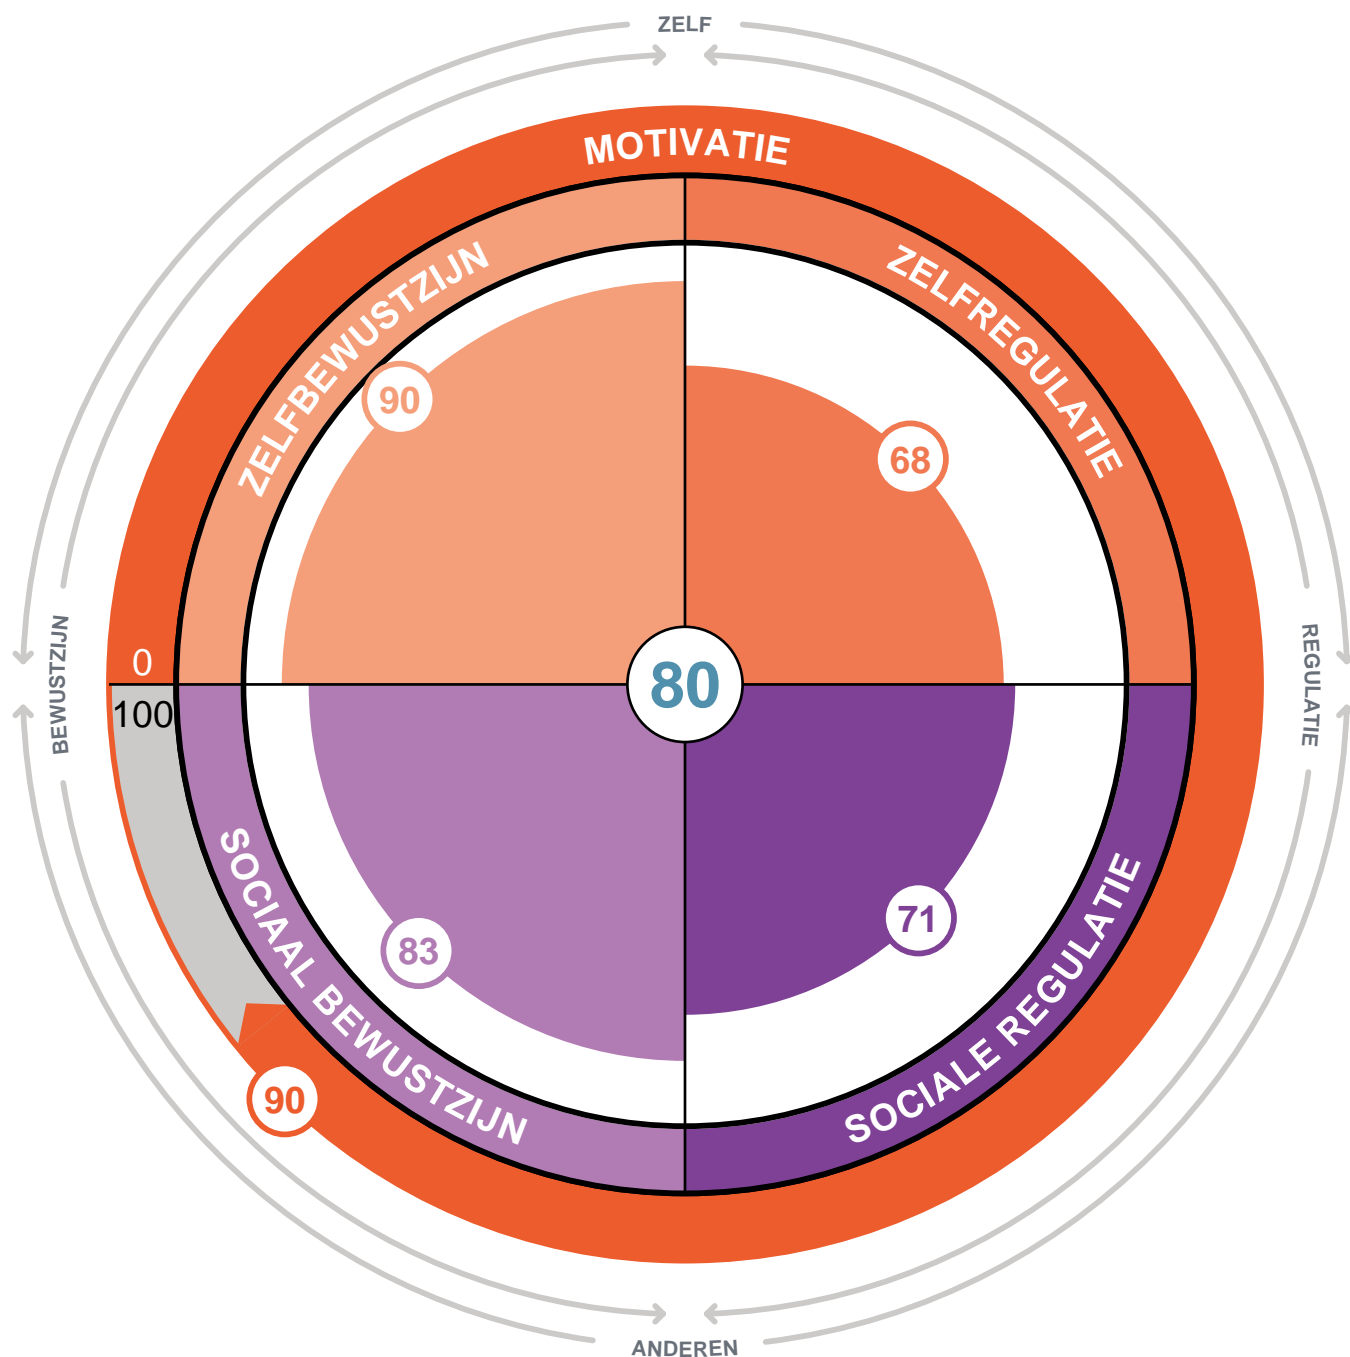 ZELF
MOTIVATIE
ZELFBEWUSTZIJN
ZELFREGULATIE
90
68
0
80
100
BEWUSTZIJN
REGULATIE
83
71
SOCIAAL BEWUSTZIJN
SOCIALE REGULATIE
90
ANDEREN